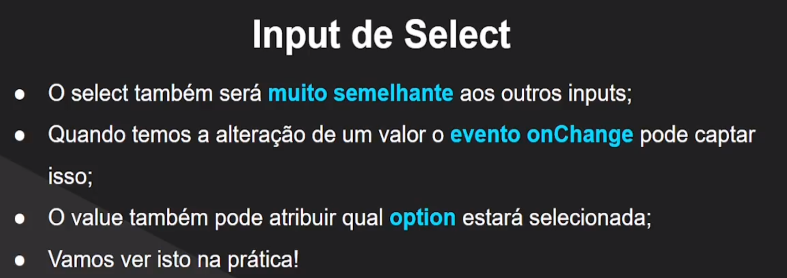 Input de Select
● O select também será muito semelhante aos outros inputs;
● Quando temos a alteração de um valor o evento onChange pode captar
isso;
● O value também pode atribuir qual option estará selecionada;
● Vamos ver isto na prática!